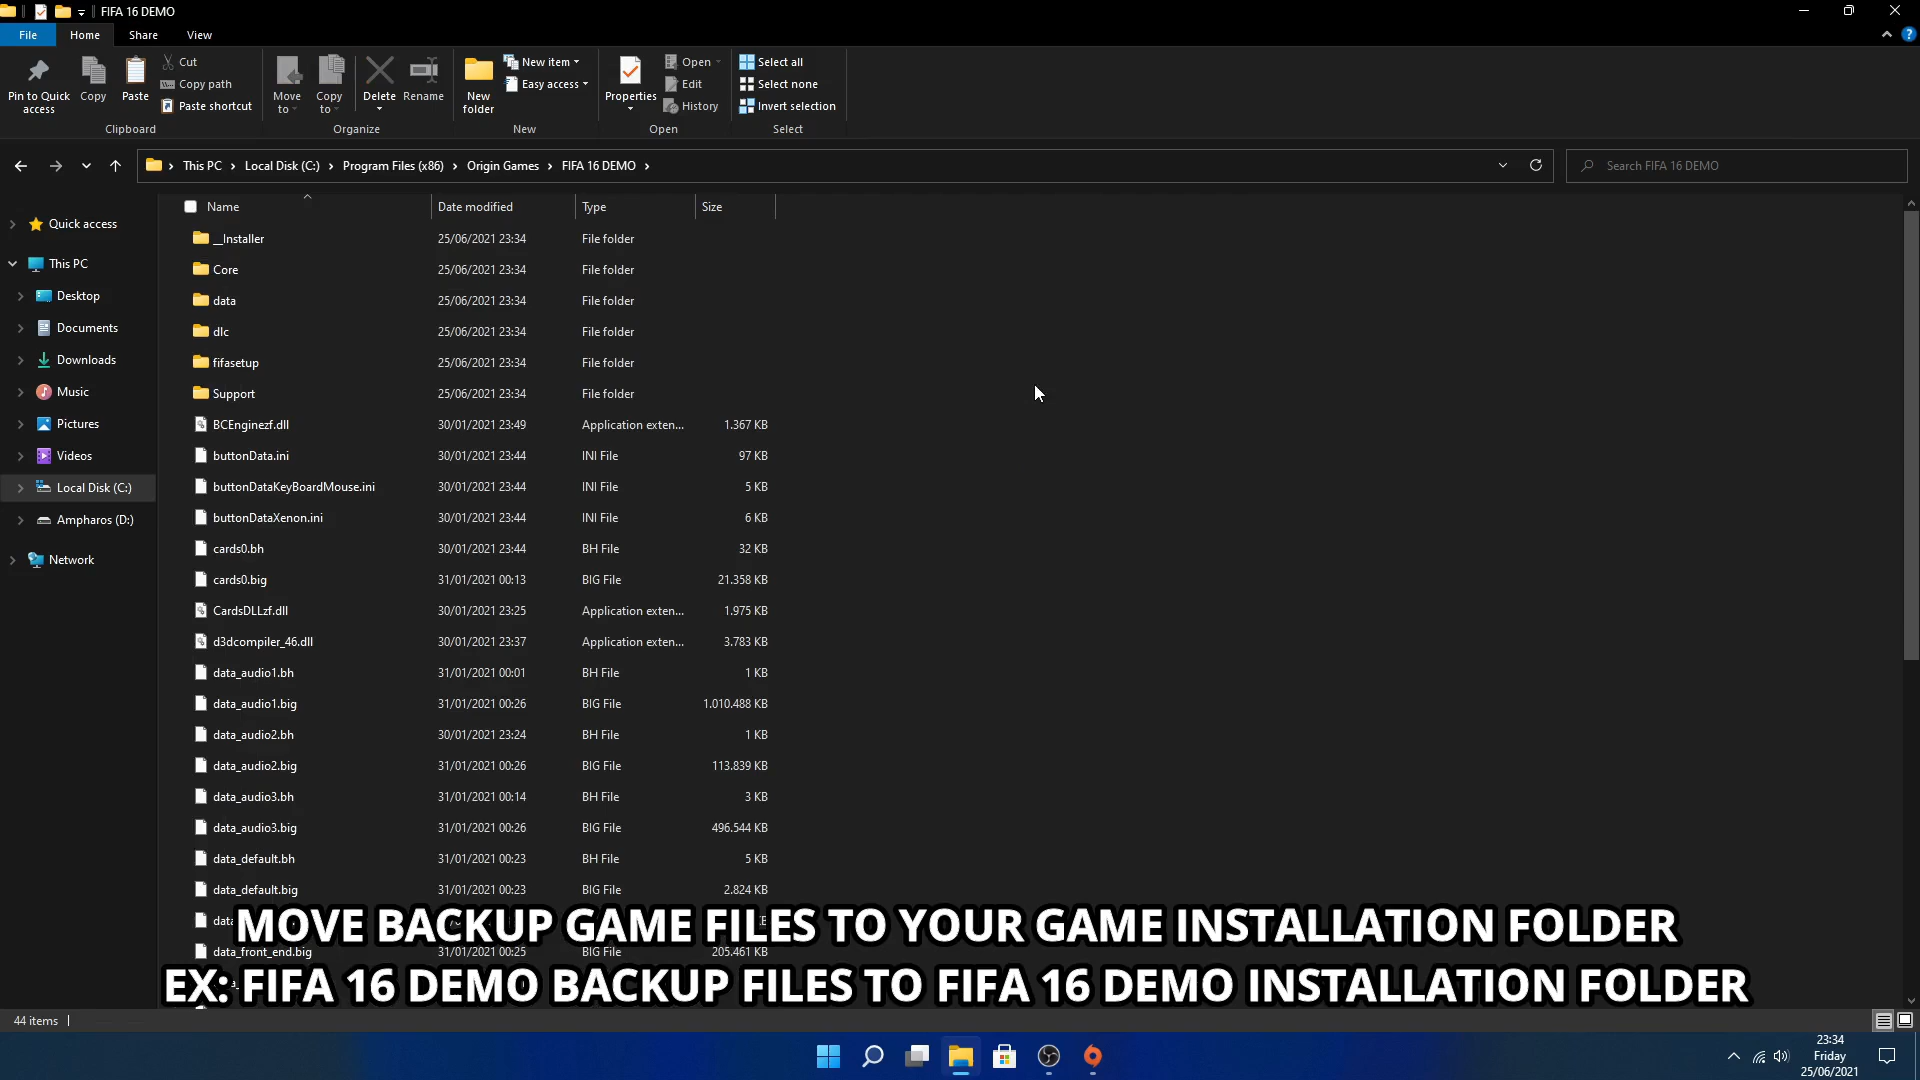 FIFA 16 DEMO
File Home Share View
Pin to Quick access
Copy
Paste
Cut
Copy path
Paste shortcut
Clipboard
Move to
Copy to
Delete
Rename
Organize
New folder
New item
Easy access
New
Properties
Open
Edit
History
Open
Select all
Select none
Invert selection
Select
This PC Local Disk (C:) Program Files (x86) Origin Games FIFA 16 DEMO
Search FIFA 16 DEMO
Quick access
This PC
Desktop
Documents
Downloads
Music
Pictures
Videos
Local Disk (C:)
Ampharos (D:)
Network
Name Date modified Type Size
__Installer 25/06/2021 23:34 File folder
Core 25/06/2021 23:34 File folder
data 25/06/2021 23:34 File folder
dlc 25/06/2021 23:34 File folder
fifasetup 25/06/2021 23:34 File folder
Support 25/06/2021 23:34 File folder
BCEnginezf.dll 30/01/2021 23:49 Application exten... 1.367 KB
buttonData.ini 30/01/2021 23:44 INI File 97 KB
buttonDataKeyBoardMouse.ini 30/01/2021 23:44 INI File 5 KB
buttonDataXenon.ini 30/01/2021 23:44 INI File 6 KB
cards0.bh 30/01/2021 23:44 BH File 32 KB
cards0.big 31/01/2021 00:13 BIG File 21.358 KB
CardsDLLzf.dll 30/01/2021 23:25 Application exten... 1.975 KB
d3dcompiler_46.dll 30/01/2021 23:37 Application exten... 3.783 KB
data_audio1.bh 31/01/2021 00:01 BH File 1 KB
data_audio1.big 31/01/2021 00:26 BIG File 1.010.488 KB
data_audio2.bh 30/01/2021 23:24 BH File 1 KB
data_audio2.big 31/01/2021 00:26 BIG File 113.839 KB
data_audio3.bh 31/01/2021 00:14 BH File 3 KB
data_audio3.big 31/01/2021 00:26 BIG File 496.544 KB
data_default.bh 31/01/2021 00:23 BH File 5 KB
data_default.big 31/01/2021 00:23 BIG File 2.824 KB
MOVE BACKUP GAME FILES TO YOUR GAME INSTALLATION FOLDER
data_front_end.big 31/01/2021 00:25 BIG File 205.461 KB
EX: FIFA 16 DEMO BACKUP FILES TO FIFA 16 DEMO INSTALLATION FOLDER
44 items
23:34
Friday
25/06/2021